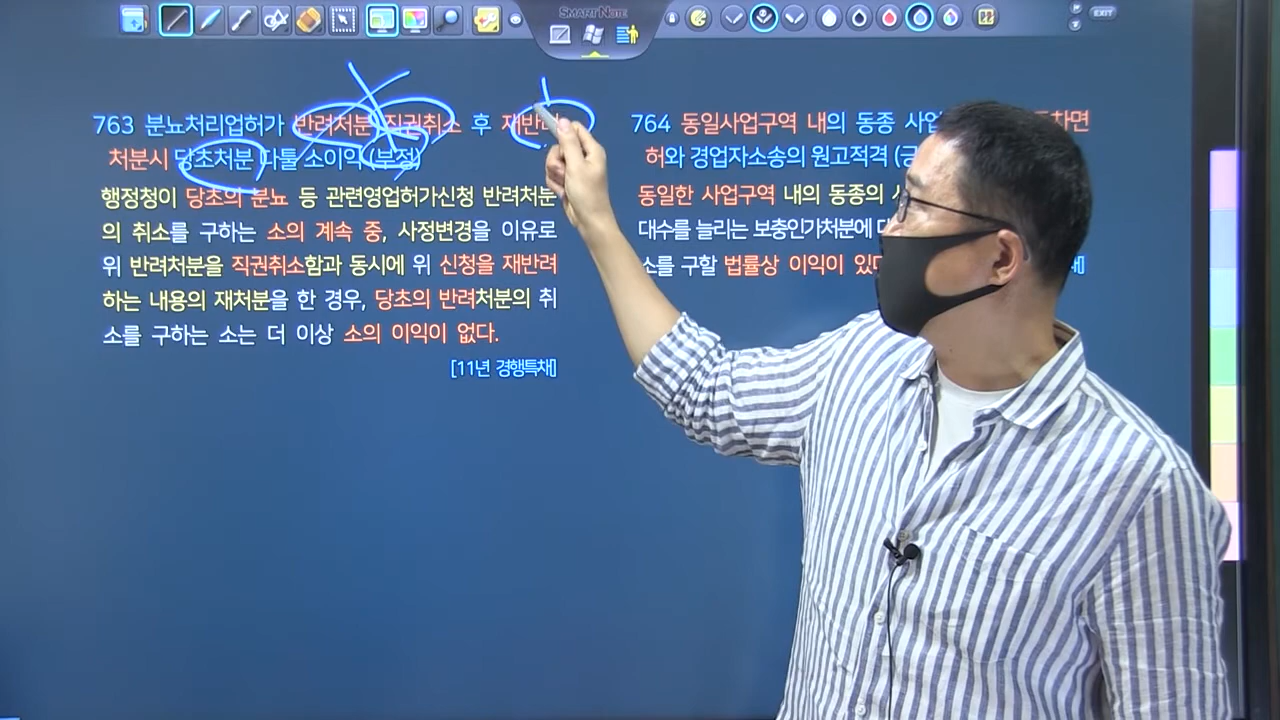 SMART NOTE
EXIT
763 분뇨처리업허가 반려처분 직권취소 후 재반려
처분시 당초처분 다툴 소이익 (부정)
행정청이 당초의 분뇨 등 관련영업허가신청 반려처분
의 취소를 구하는 소의 계속 중, 사정변경을 이유로
위 반려처분을 직권취소함과 동시에 위 신청을 재반려
하는 내용의 재처분을 한 경우, 당초의 반려처분의 취
소를 구하는 소는 더 이상 소의 이익이 없다.
[11년 경행특채]
764 동일사업구역 내의 동종 사업
허와 경업자소송의 원고적격
동일한 사업구역 내의 동종의
대수를 늘리는 보충인가처분에
소를 구할 법률상 이익이 있다